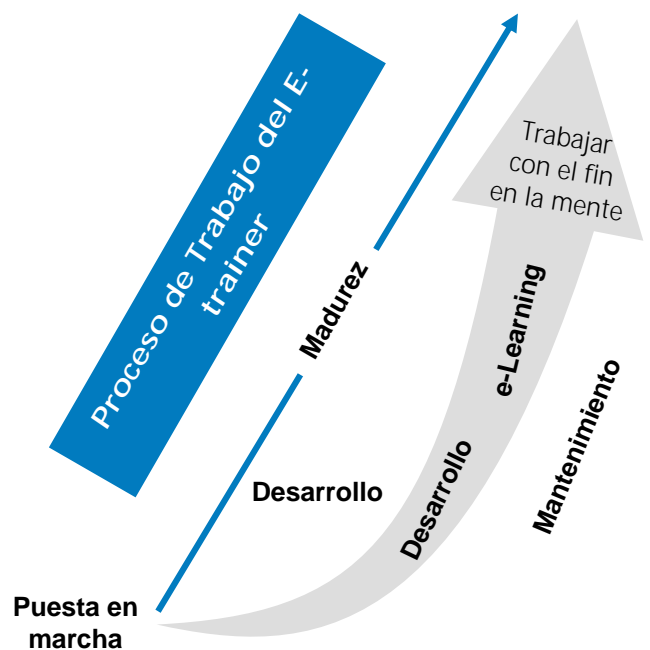 Proceso de Trabajo del E-
trainer
Trabajar
con el fin
en la mente
Madurez
e-Learning
Mantenimiento
Desarrollo
Desarrollo
Puesta en
marcha